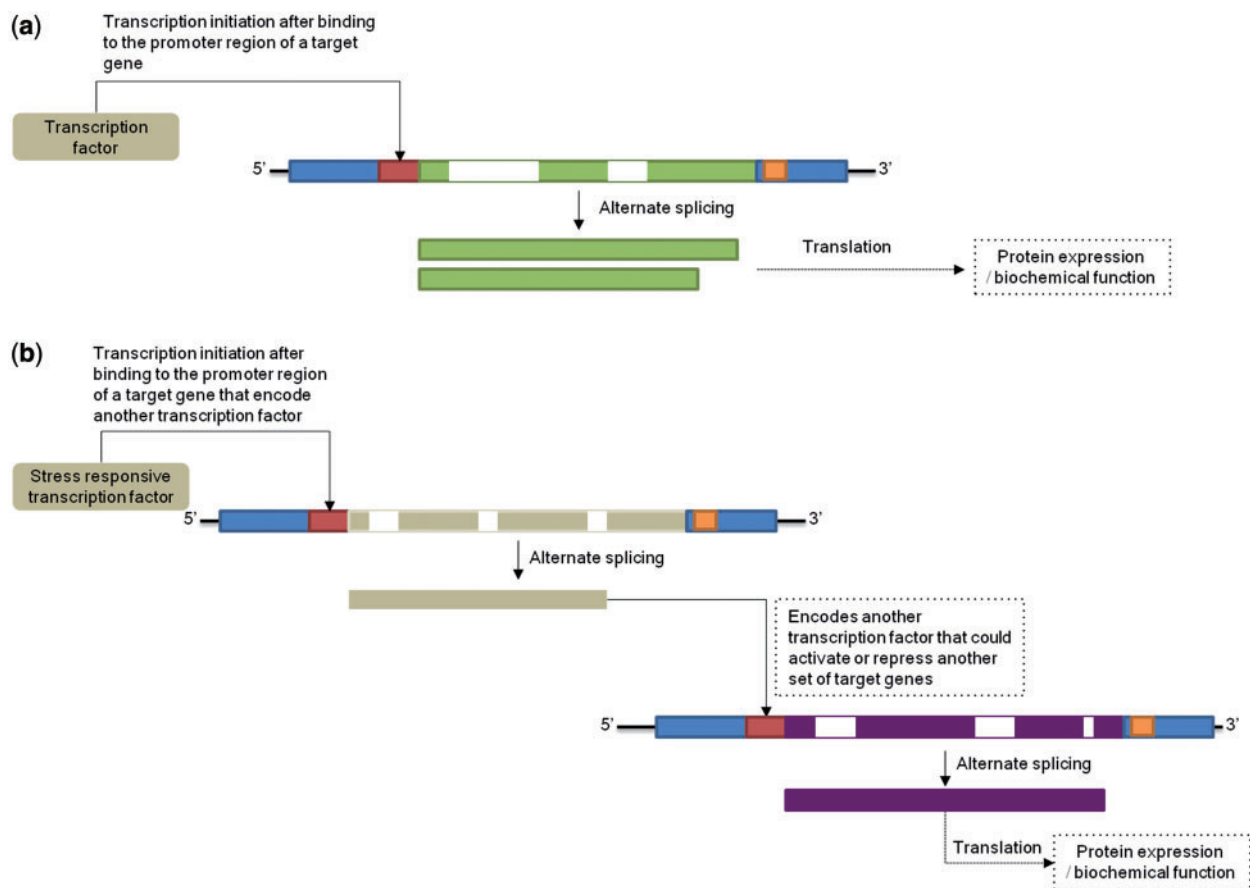 (a)
Transcription initiation after binding
to the promoter region of a target
gene
Transcription
factor
5’
3’
Alternate splicing
Translation
Protein expression
/ biochemical function
(b)
Transcription initiation after
binding to the promoter region
of a target gene that encode
another transcription factor
Stress responsive
transcription factor
5’
3’
Alternate splicing
Encodes another
transcription factor that could
activate or repress another
set of target genes
5’
3’
Alternate splicing
Translation
Protein expression
/ biochemical function